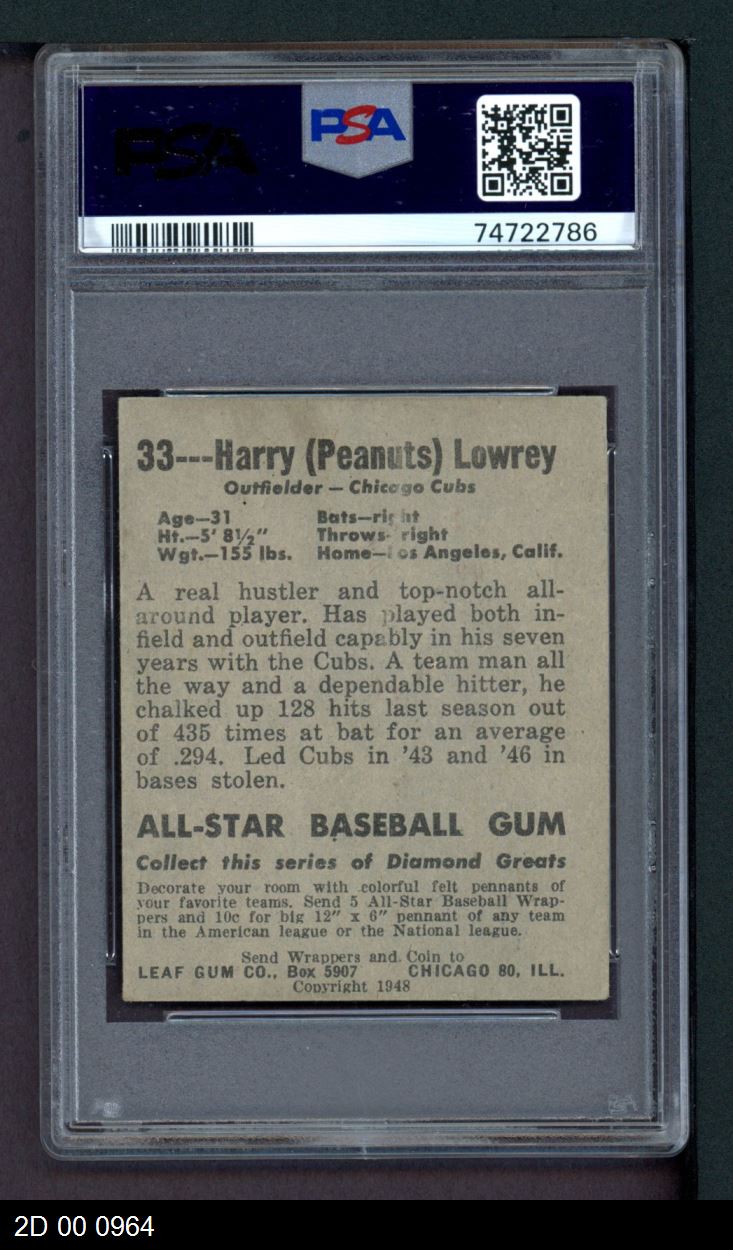 PSA
PSA
74722786
33---Harry (Peanuts) Lowrey
Outfielder — Chicago Cubs
Age—31 Bats—right
Ht.—5' 8½" Throws- right
Wgt.—155 lbs. Home—Los Angeles, Calif.
A real hustler and top-notch all-
around player. Has played both in-
field and outfield capably in his seven
years with the Cubs. A team man all
the way and a dependable hitter, he
chalked up 128 hits last season out
of 435 times at bat for an average
of .294. Led Cubs in '43 and '46 in
bases stolen.
ALL-STAR BASEBALL GUM
Collect this series of Diamond Greats
Decorate your room with colorful felt pennants of
your favorite teams. Send 5 All-Star Baseball Wrap-
pers and 10c for big 12" x 6" pennant of any team
in the American league or the National league.
Send Wrappers and Coin to
LEAF GUM CO., Box 5907 CHICAGO 80, ILL.
Copyright 1948
2D 00 0964